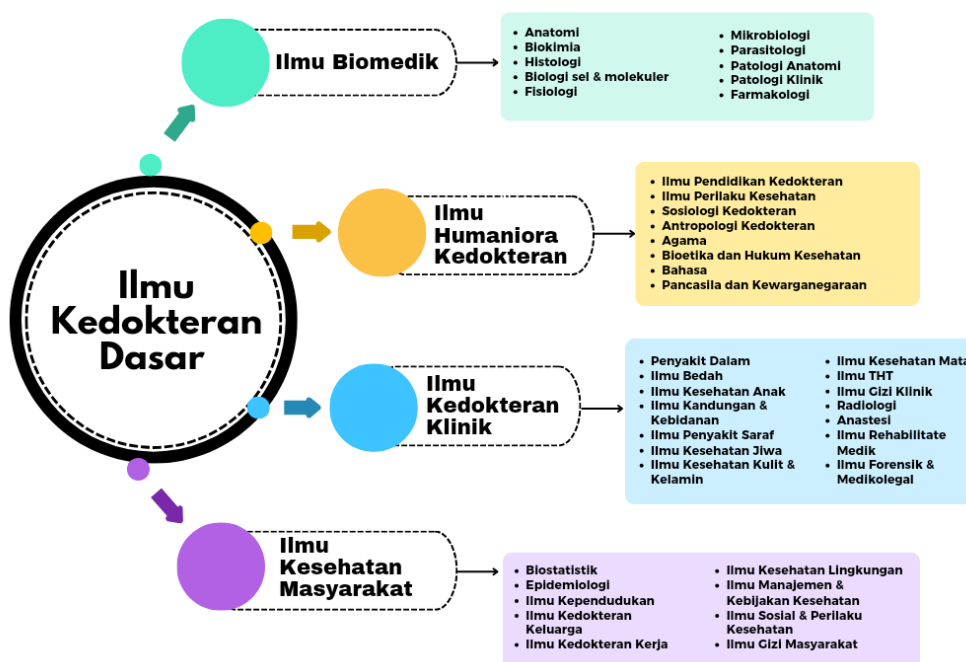 Ilmu Biomedik
Anatomi
Biokimia
Histologi
Biologi sel & molekuler
Fisiologi
Mikrobiologi
Parasitologi
Patologi Anatomi
Patologi Klinik
Farmakologi
Ilmu
Kedokteran
Dasar
Ilmu
Humaniora
Kedokteran
Ilmu Pendidikan Kedokteran
Ilmu Perilaku Kesehatan
Sosiologi Kedokteran
Antropologi Kedokteran
Agama
Bioetika dan Hukum Kesehatan
Bahasa
Pancasila dan Kewarganegaraan
Ilmu
Kedokteran
Klinik
Penyakit Dalam
Ilmu Bedah
Ilmu Kesehatan Anak
Ilmu Kandungan &
Kebidanan
Ilmu Penyakit Saraf
Ilmu Kesehatan Jiwa
Ilmu Kesehatan Kulit &
Kelamin
Ilmu Kesehatan Mata
Ilmu THT
Ilmu Gizi Klinik
Radiologi
Anastesi
Ilmu Rehabilitate
Medik
Ilmu Forensik &
Medikolegal
Ilmu
Kesehatan
Masyarakat
Biostatistik
Epidemiologi
Ilmu Kependudukan
Ilmu Kedokteran
Keluarga
Ilmu Kedokteran Kerja
Ilmu Kesehatan Lingkungan
Ilmu Manajemen &
Kebijakan Kesehatan
Ilmu Sosial & Perilaku
Kesehatan
Ilmu Gizi Masyarakat